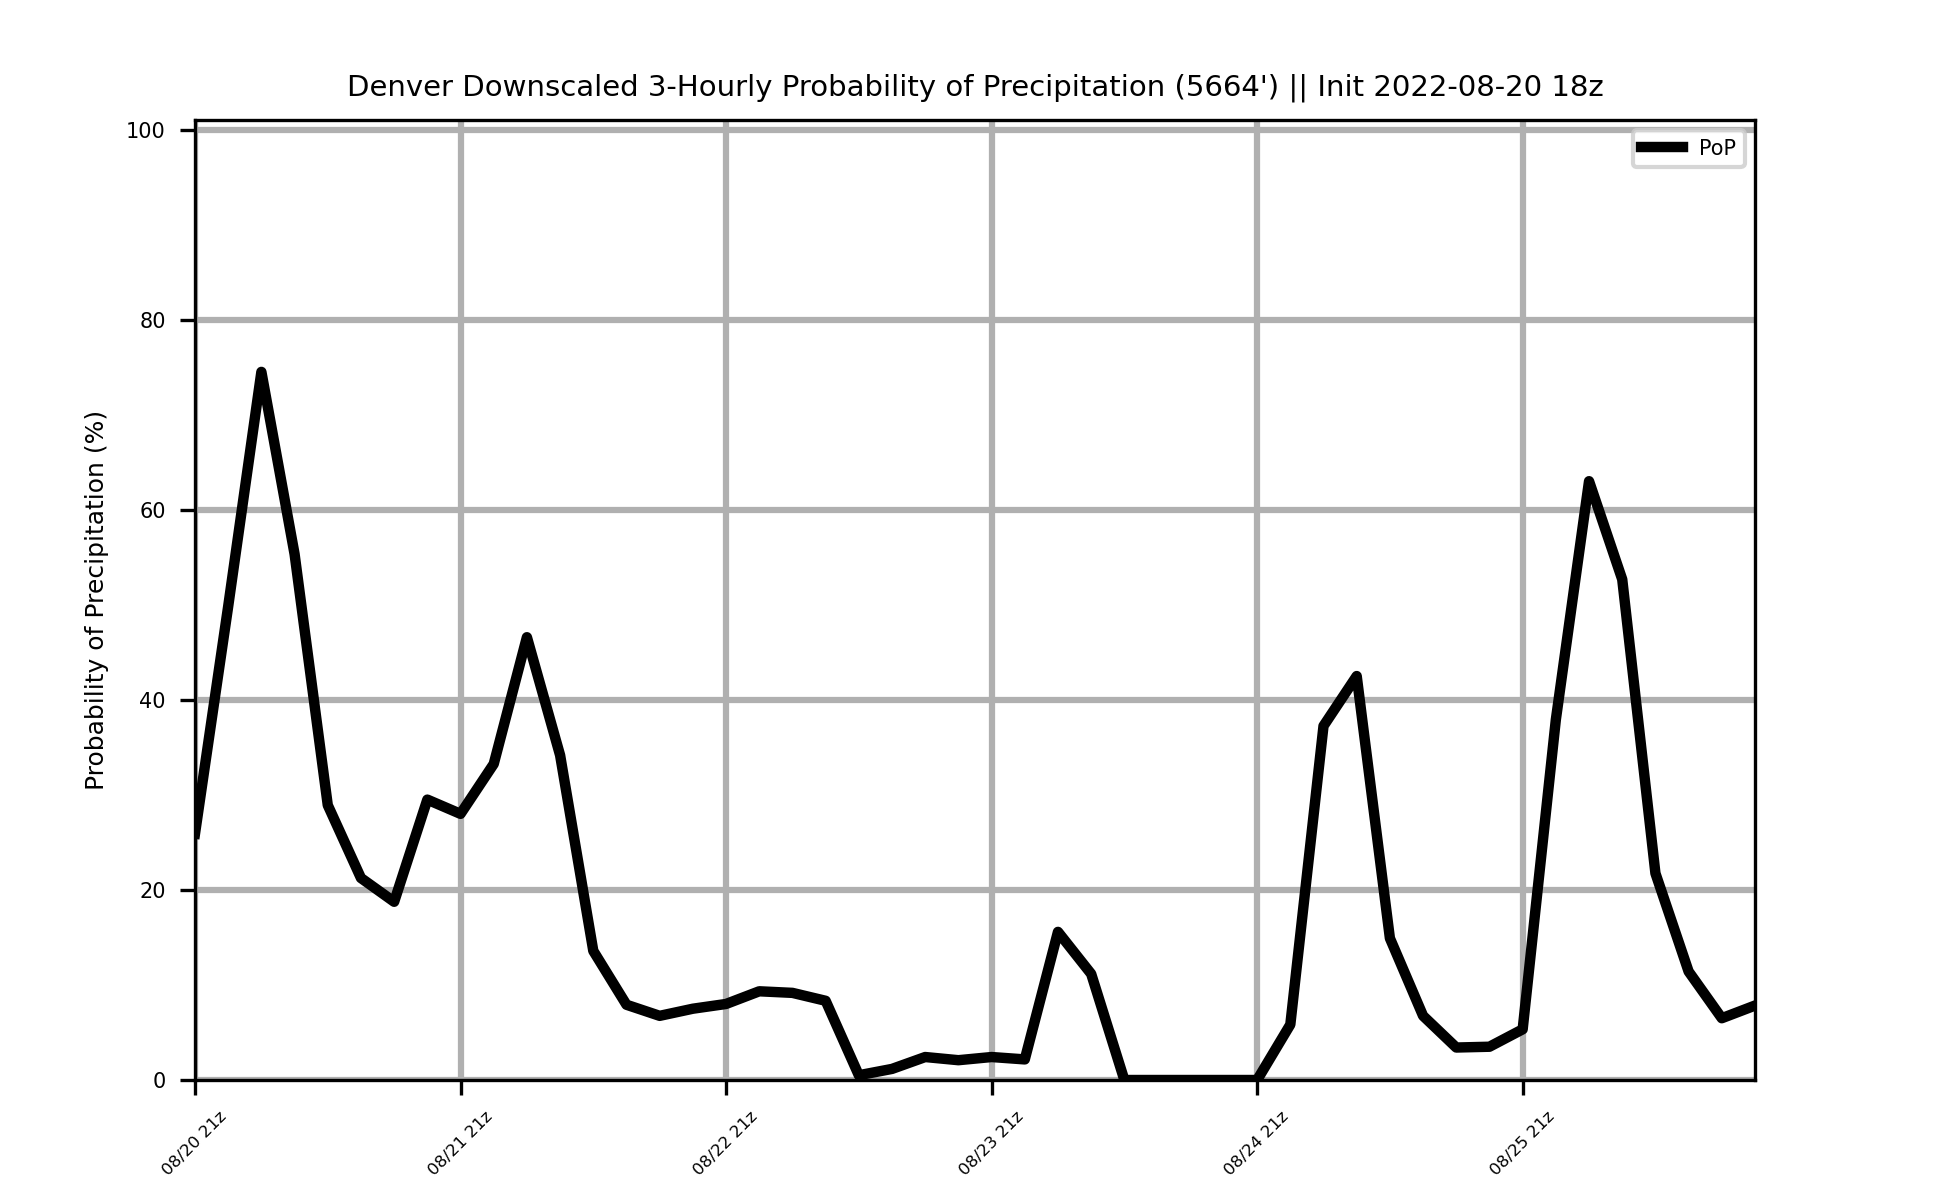 Denver Downscaled 3-Hourly Probability of Precipitation (5664') || Init 2022-08-20 18z
PoP
Probability of Precipitation (%)
100
80
60
40
20
0
08/20 21z
08/21 21z
08/22 21z
08/23 21z
08/24 21z
08/25 21z